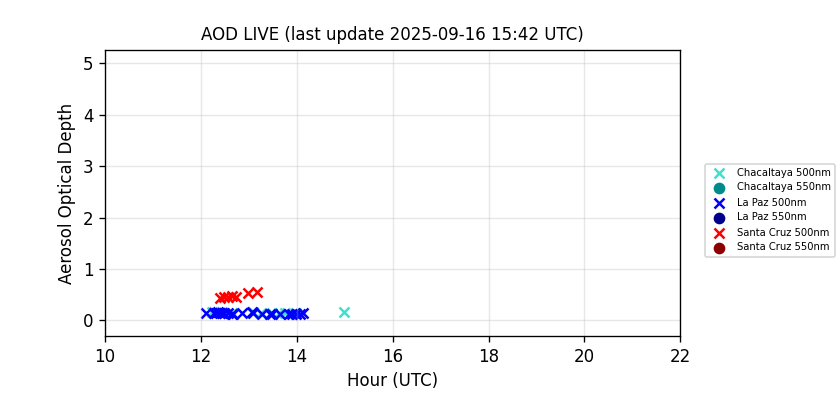 AOD LIVE (last update 2025-09-16 15:42 UTC)
Aerosol Optical Depth
5
4
3
2
1
0
10 12 14 16 18 20 22
Hour (UTC)
Chacaltaya 500nm
Chacaltaya 550nm
La Paz 500nm
La Paz 550nm
Santa Cruz 500nm
Santa Cruz 550nm